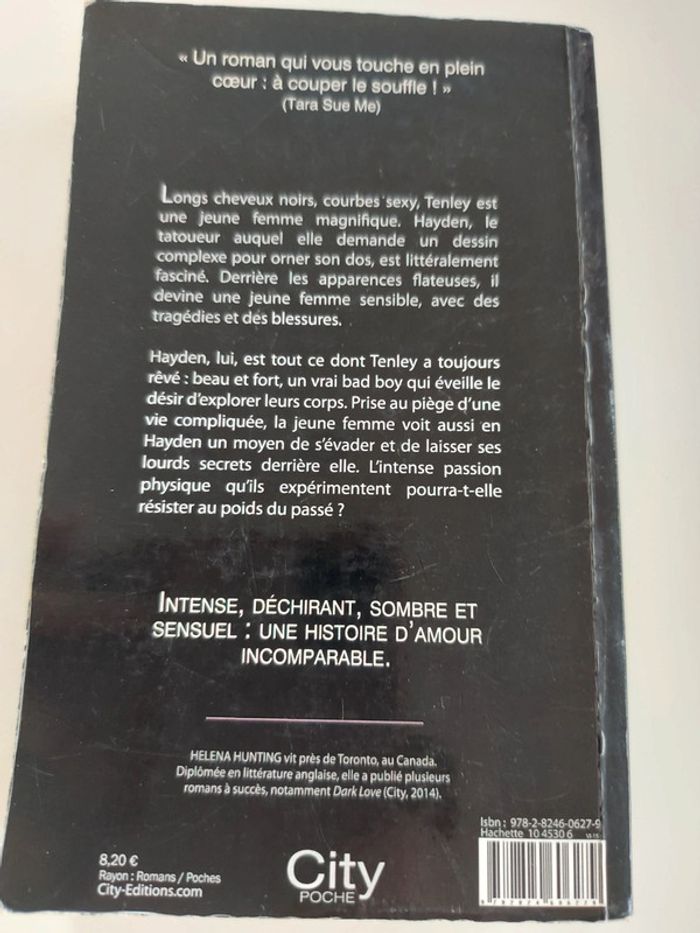 « Un roman qui vous touche en plein
cœur : à couper le souffle ! »
(Tara Sue Me)
Longs cheveux noirs, courbes sexy, Tenley est
une jeune femme magnifique. Hayden, le
tatoueur auquel elle demande un dessin
complexe pour orner son dos, est littéralement
fasciné. Derrière les apparences flateuses, il
devine une jeune femme sensible, avec des
tragédies et des blessures.
Hayden, lui, est tout ce dont Tenley a toujours
rêvé : beau et fort, un vrai bad boy qui éveille le
désir d'explorer leurs corps. Prise au piège d'une
vie compliquée, la jeune femme voit aussi en
Hayden un moyen de s'évader et de laisser ses
lourds secrets derrière elle. L'intense passion
physique qu'ils expérimentent pourra-t-elle
résister au poids du passé ?
INTENSE, DÉCHIRANT, SOMBRE ET
SENSUEL : UNE HISTOIRE D'AMOUR
INCOMPARABLE.
HELENA HUNTING vit près de Toronto, au Canada.
Diplômée en littérature anglaise, elle a publié plusieurs
romans à succès, notamment Dark Love (City, 2014).
8,20 €
Rayon : Romans / Poches
City-Editions.com
City
POCHE
Isbn : 978-2-8246-0627-9
Hachette 10 4530 6